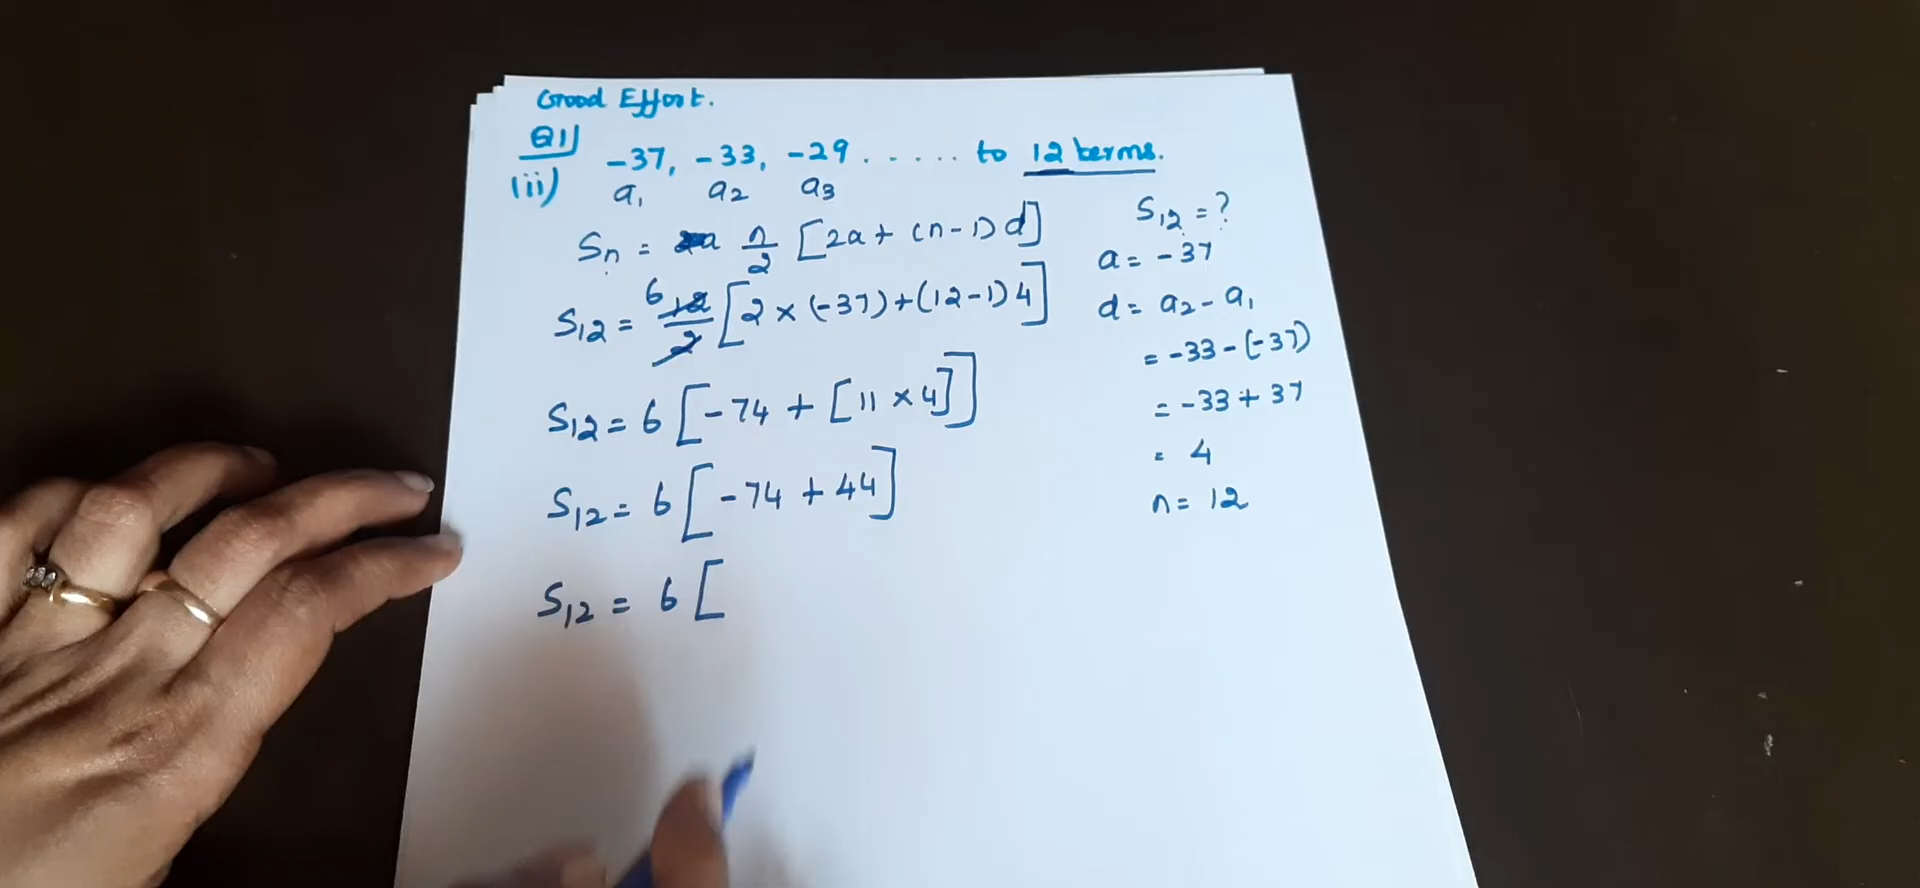 Good Effort.
Q1)
(ii) -37, -33, -29 . . . . . to 12 terms.
a₁ a₂ a₃
Sn = n/2 [2a + (n-1) d]
S₁₂ = 6 12/2 [2 × (-37) + (12-1) 4]
S₁₂ = 6 [-74 + [11 × 4]]
S₁₂ = 6 [-74 + 44]
S₁₂ = 6 [
S₁₂ = ?
a = -37
d = a₂ - a₁
= -33 - (-37)
= -33 + 37
= 4
n = 12